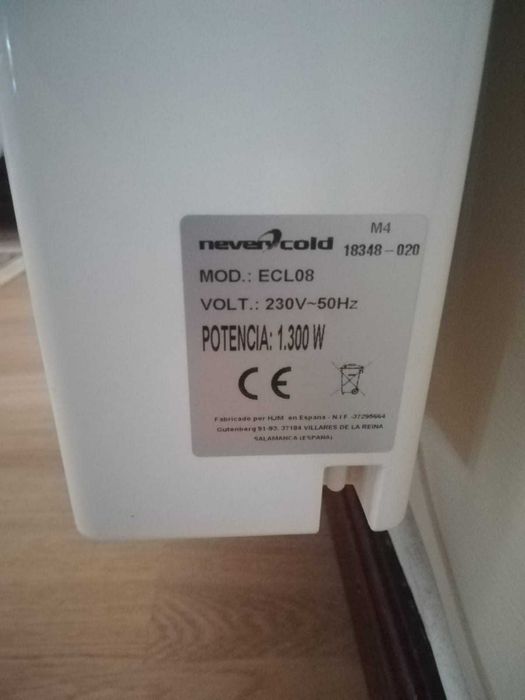 nevencold
M4
18348-020
MOD.: ECL08
VOLT.: 230V~50Hz
POTENCIA: 1.300 W
CE
Fabricado por HJM en España - N.I.F. -37295664
Gutenberg 91-93. 37184 VILLARES DE LA REINA
SALAMANCA (ESPAÑA)